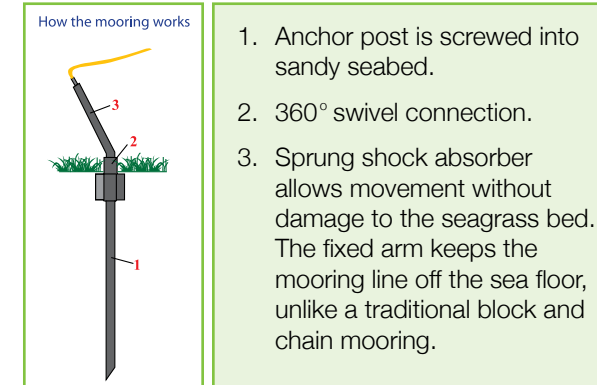 How the mooring works
3
2
1
1. Anchor post is screwed into
sandy seabed.
2. 360° swivel connection.
3. Sprung shock absorber
allows movement without
damage to the seagrass bed.
The fixed arm keeps the
mooring line off the sea floor,
unlike a traditional block and
chain mooring.